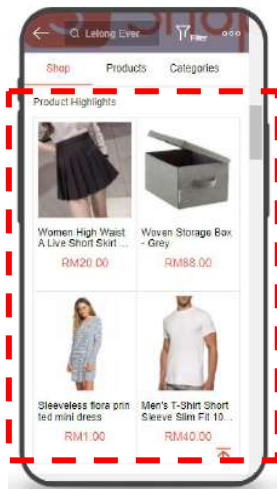 Shop
Lelong Ever
Filter
Shop Products Categories
Product Highlights
Women High Waist
A Live Short Skirt ...
RM20.00
Woven Storage Box
- Grey
RM88.00
Sleeveless flora prin
ted mini dress
RM1.00
Men's T-Shirt Short
Sleeve Slim Fit 10...
RM40.00